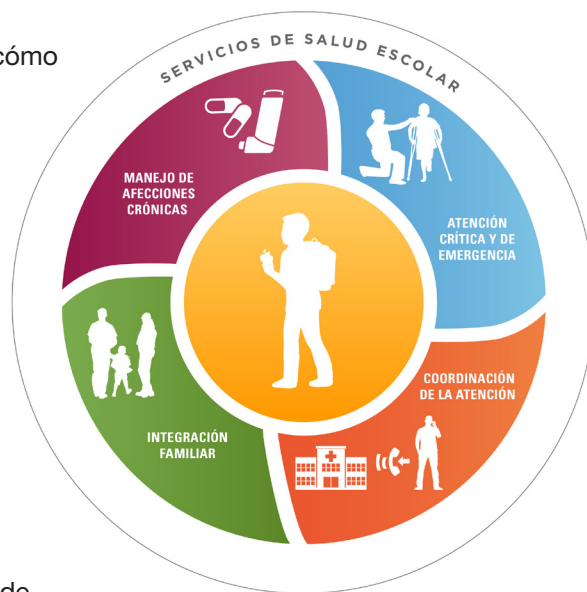 cómo
SERVICIOS DE SALUD ESCOLAR
MANEJO DE
AFECCIONES
CRÓNICAS
ATENCIÓN
CRÍTICA Y DE
EMERGENCIA
COORDINACIÓN
DE LA ATENCIÓN
INTEGRACIÓN
FAMILIAR
de